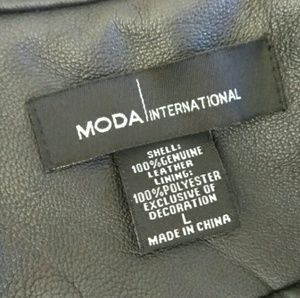 MODA INTERNATIONAL
SHELL:
100%GENUINE
LEATHER
LINING:
100%POLYESTER
EXCLUSIVE OF
DECORATION
L
MADE IN CHINA